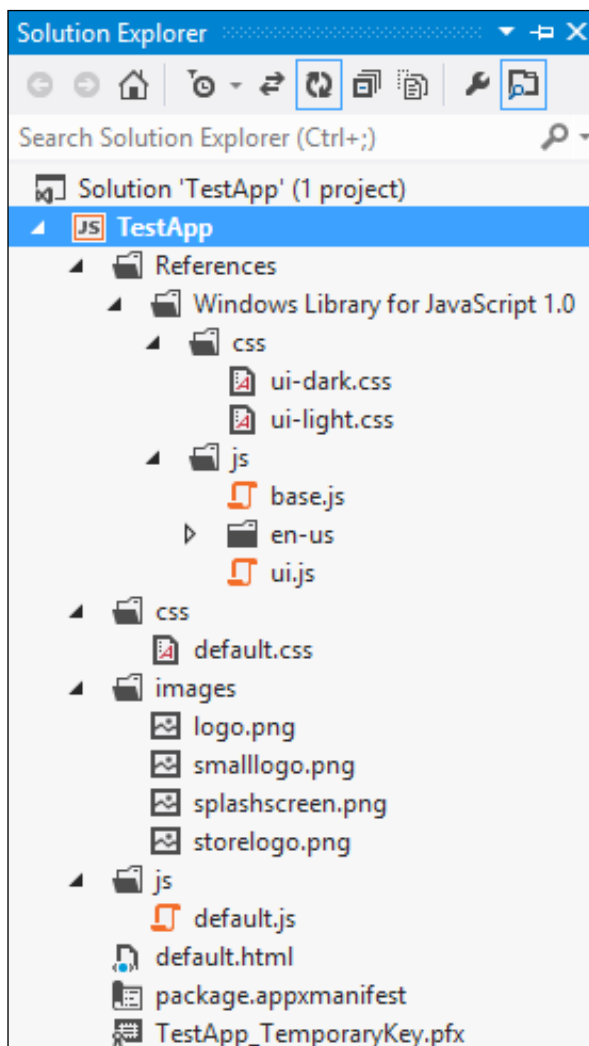 Solution Explorer
Search Solution Explorer (Ctrl+;)
Solution 'TestApp' (1 project)
JS TestApp
References
Windows Library for JavaScript 1.0
css
ui-dark.css
ui-light.css
js
base.js
en-us
ui.js
css
default.css
images
logo.png
smalllogo.png
splashscreen.png
storelogo.png
js
default.js
default.html
package.appxmanifest
TestApp_TemporaryKey.pfx